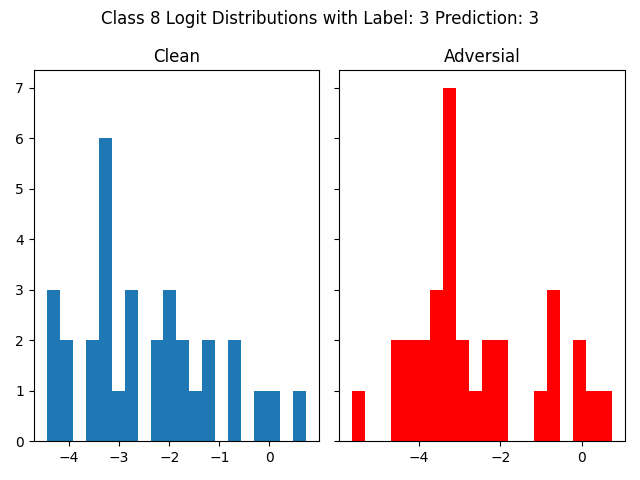 Class 8 Logit Distributions with Label: 3 Prediction: 3
Clean
Adversial
7
6
5
4
3
2
1
0
−4 −3 −2 −1 0
−4 −2 0